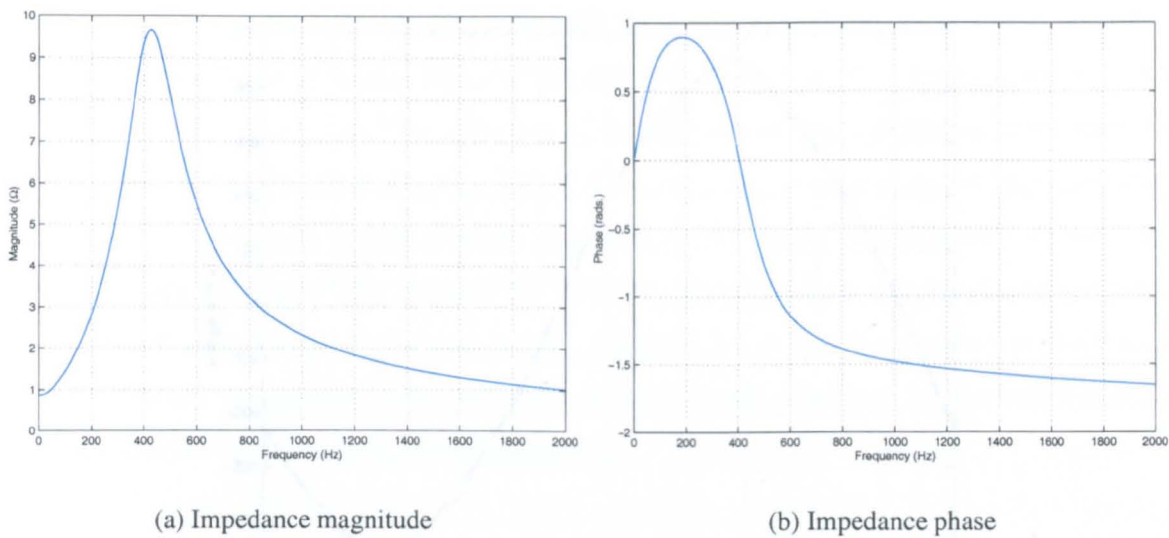 10
9
8
7
6
5
4
3
2
1
0
Magnitude (Ω)
0 200 400 600 800 1000 1200 1400 1600 1800 2000
Frequency (Hz)
(a) Impedance magnitude
1
0.5
0
−0.5
−1
−1.5
−2
Phase (rads.)
0 200 400 600 800 1000 1200 1400 1600 1800 2000
Frequency (Hz)
(b) Impedance phase